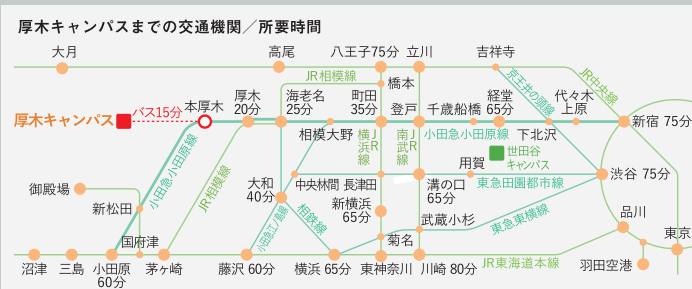 厚木キャンパスまでの交通機関／所要時間
大月
高尾
八王子75分
立川
吉祥寺
JR相模線
橋本
京王井の頭線
JR中央線
厚木キャンパス
バス15分
本厚木
厚木
20分
海老名
25分
町田
35分
登戸
千歳船橋
経堂
65分
代々木
上原
新宿 75分
相模大野
JR
横浜線
JR
南武線
小田急小田原線
下北沢
世田谷
キャンパス
小田急小田原線
JR相模線
御殿場
新松田
国府津
大和
40分
中央林間
長津田
溝の口
65分
用賀
東急田園都市線
渋谷 75分
新横浜
65分
相鉄線
小田急江ノ島線
武蔵小杉
東急東横線
菊名
品川
東京
沼津
三島
小田原
60分
茅ヶ崎
藤沢 60分
横浜 65分
東神奈川
川崎 80分
JR東海道本線
羽田空港